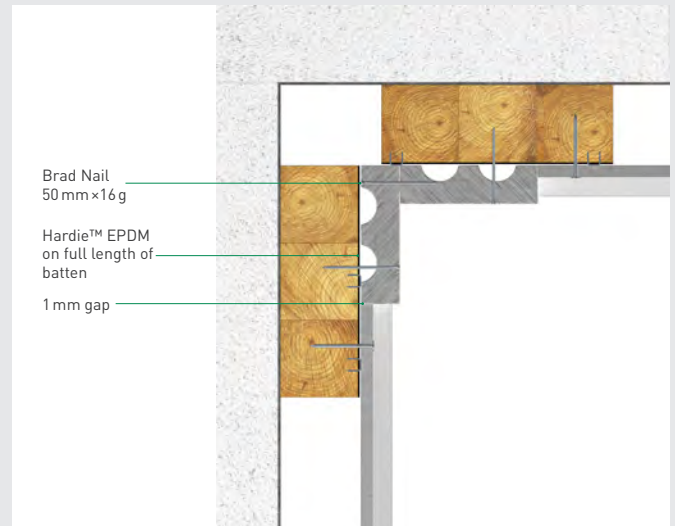 Brad Nail
50 mm×16 g
Hardie™ EPDM
on full length of
batten
1 mm gap